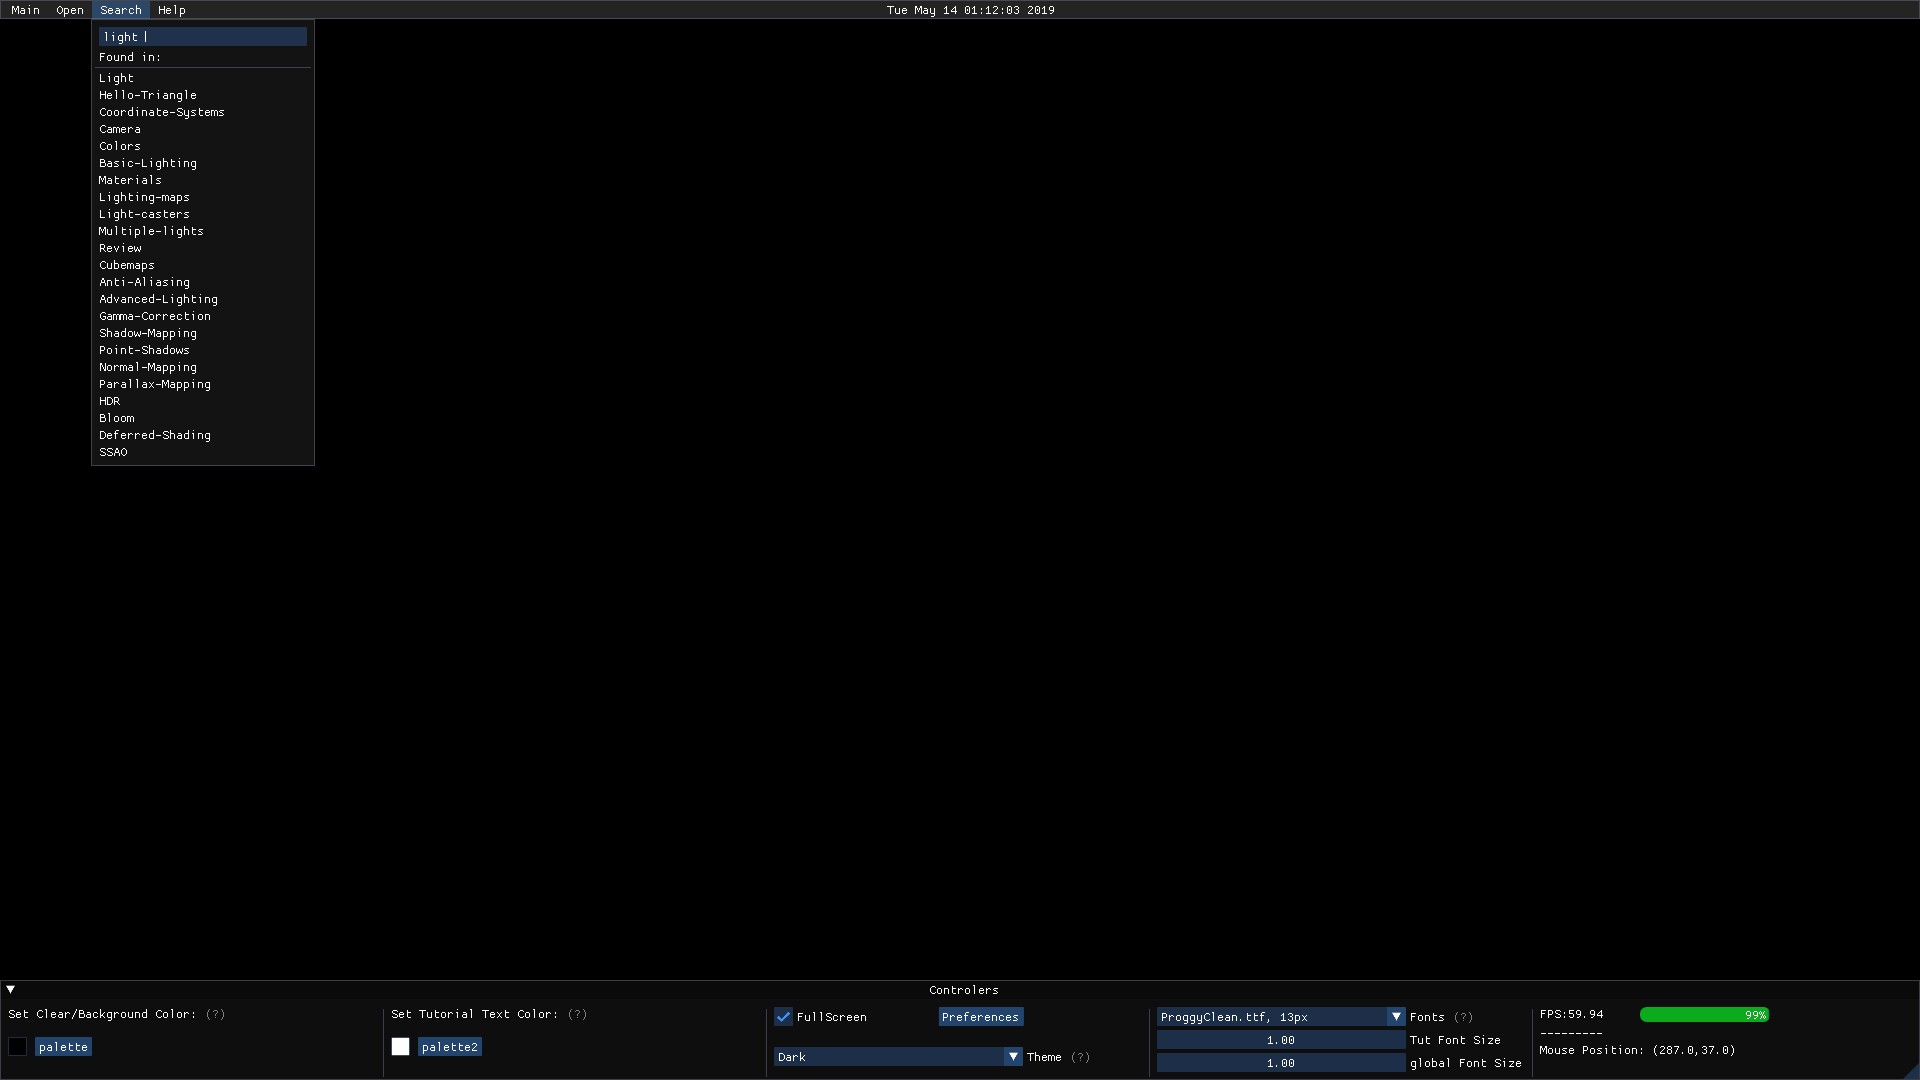 Main Open Search Help Tue May 14 01:12:03 2019
light
Found in:
Light
Hello-Triangle
Coordinate-Systems
Camera
Colors
Basic-Lighting
Materials
Lighting-maps
Light-casters
Multiple-lights
Review
Cubemaps
Anti-Aliasing
Advanced-Lighting
Gamma-Correction
Shadow-Mapping
Point-Shadows
Normal-Mapping
Parallax-Mapping
HDR
Bloom
Deferred-Shading
SSAO
Controlers
Set Clear/Background Color: (?)
palette
Set Tutorial Text Color: (?)
palette2
FullScreen Preferences
Dark Theme (?)
ProggyClean.ttf, 13px Fonts (?)
1.00 Tut Font Size
1.00 global Font Size
FPS:59.94 99%
---------
Mouse Position: (287.0,37.0)